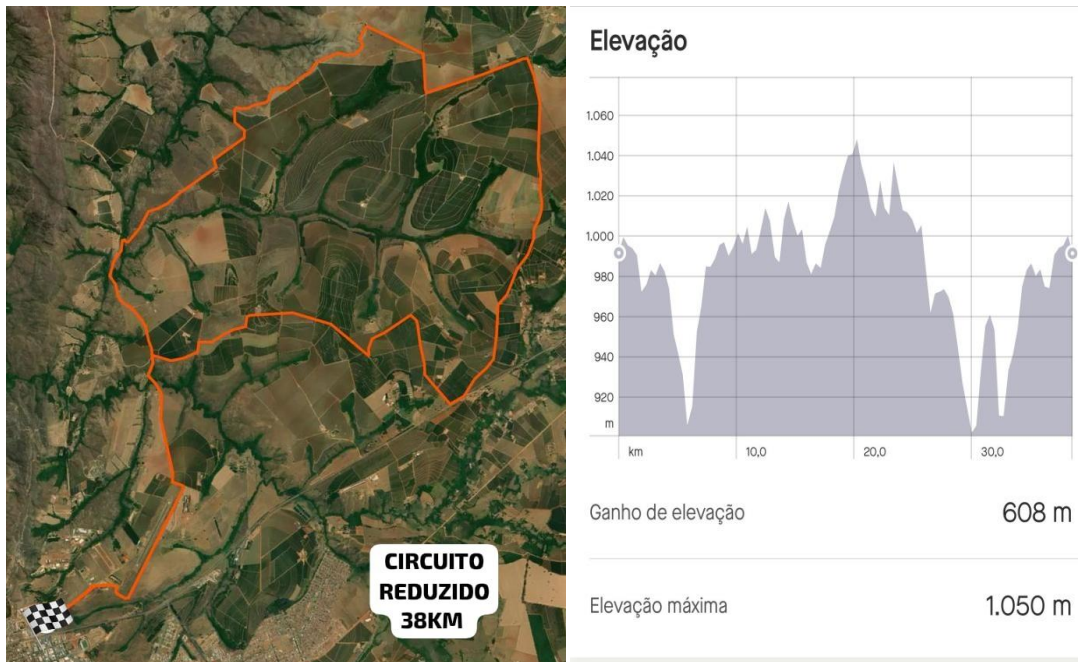 CIRCUITO
REDUZIDO
38KM
Elevação
1.060
1.040
1.020
1.000
980
960
940
920
m
km
10,0
20,0
30,0
Ganho de elevação
608 m
Elevação máxima
1.050 m